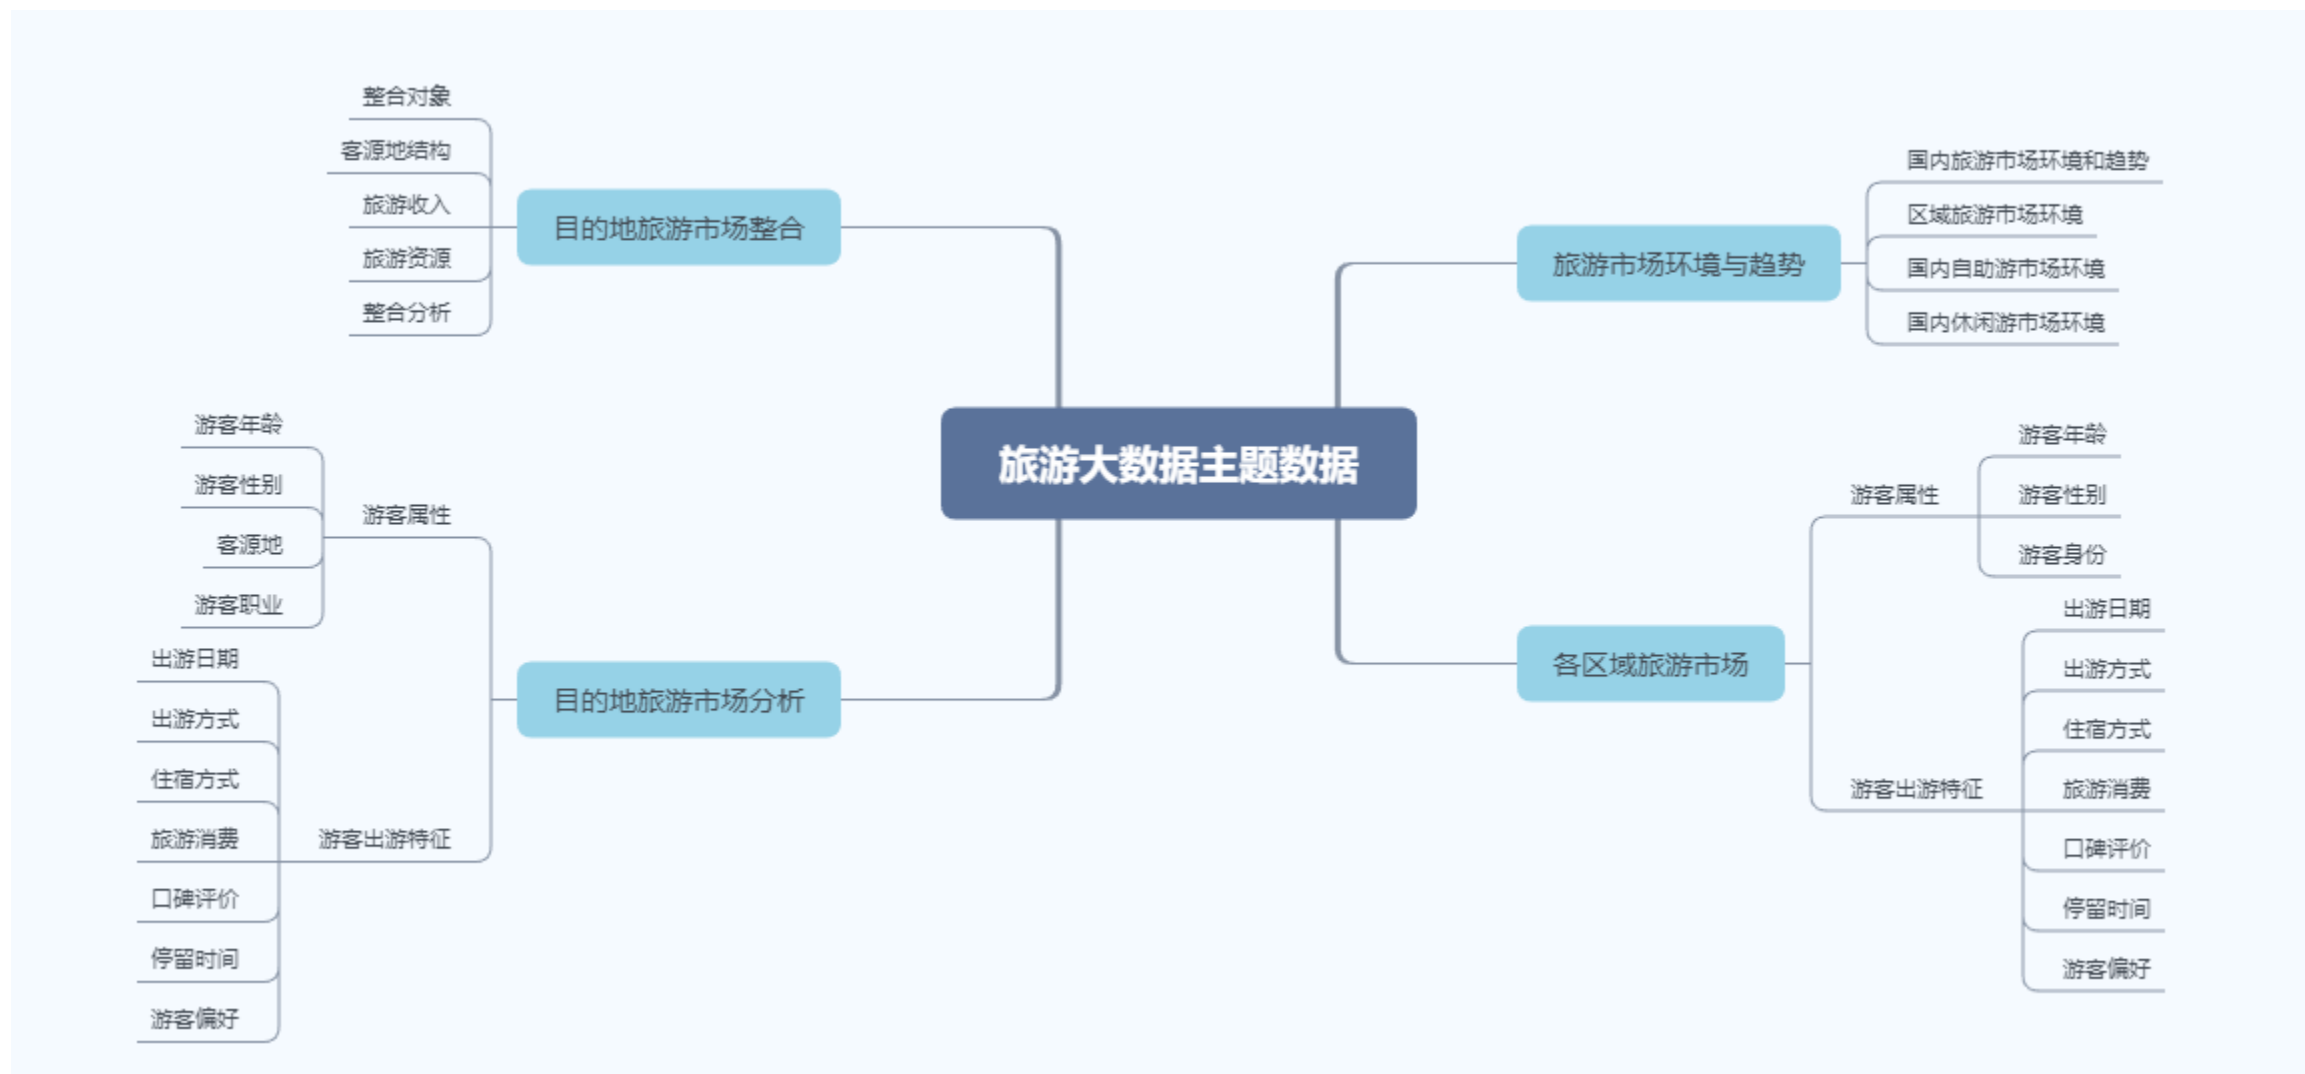 旅游大数据主题数据
目的地旅游市场整合
整合对象
客源地结构
旅游收入
旅游资源
整合分析
目的地旅游市场分析
游客属性
游客年龄
游客性别
客源地
游客职业
游客出游特征
出游日期
出游方式
住宿方式
旅游消费
口碑评价
停留时间
游客偏好
旅游市场环境与趋势
国内旅游市场环境和趋势
区域旅游市场环境
国内自助游市场环境
国内休闲游市场环境
各区域旅游市场
游客属性
游客年龄
游客性别
游客身份
游客出游特征
出游日期
出游方式
住宿方式
旅游消费
口碑评价
停留时间
游客偏好